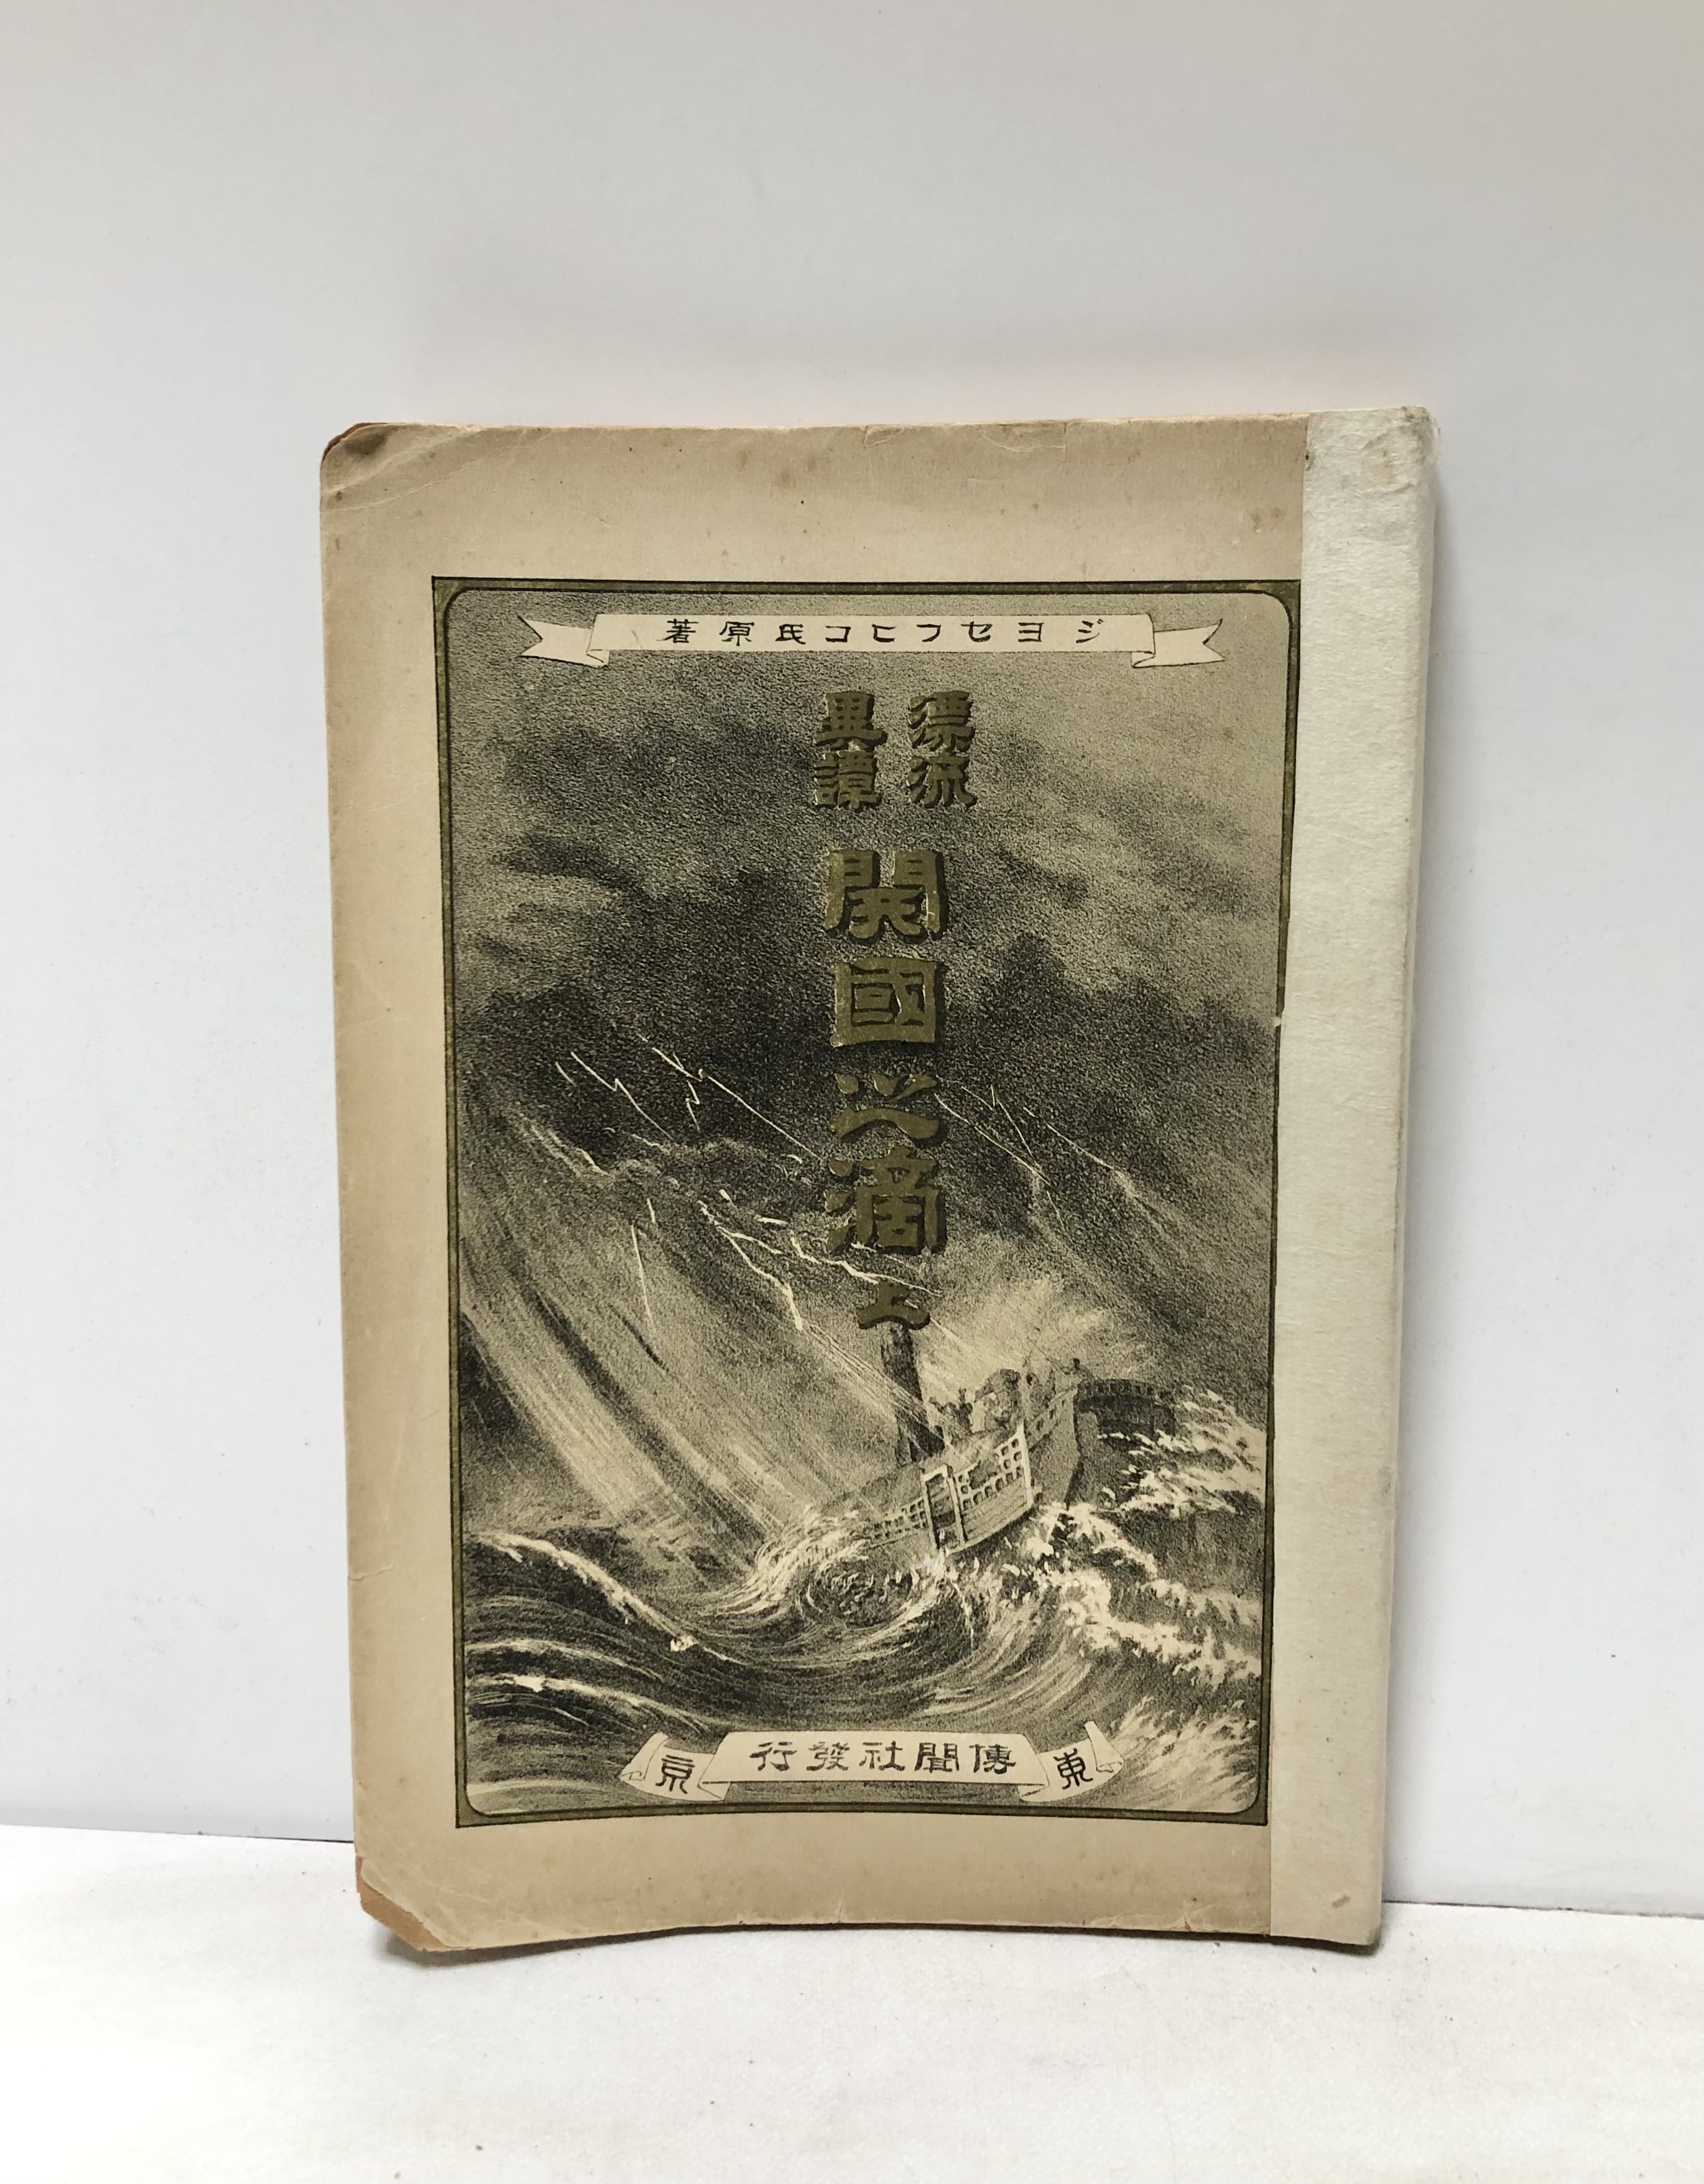 ジヨセフヒコ氏原著
漂流
異譚
開國之滴
上
東京
傳聞社發行